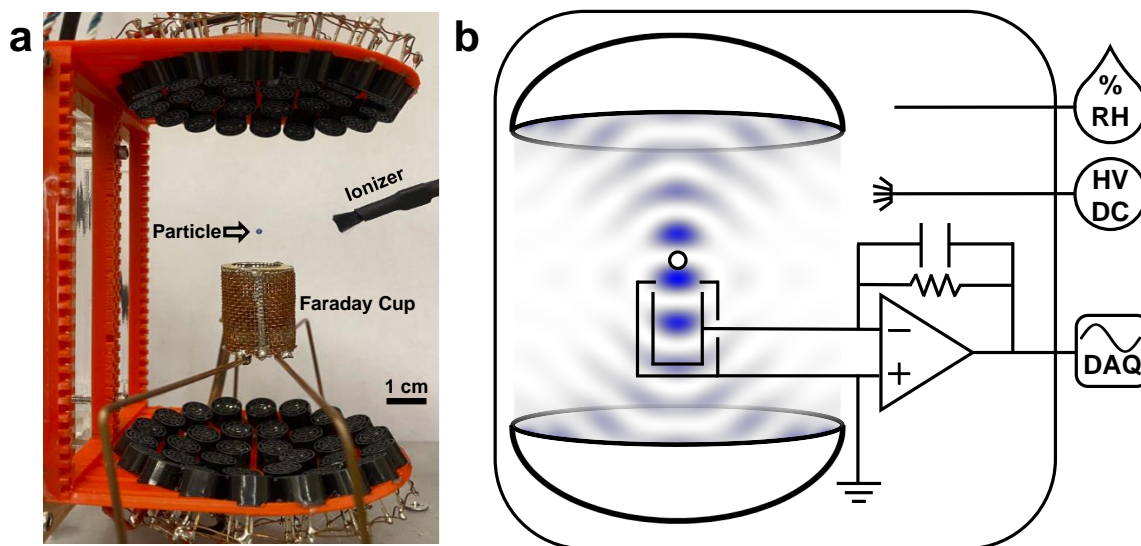 a
Ionizer
Particle
Faraday Cup
1 cm
b
%
RH
HV
DC
−
+
DAQ